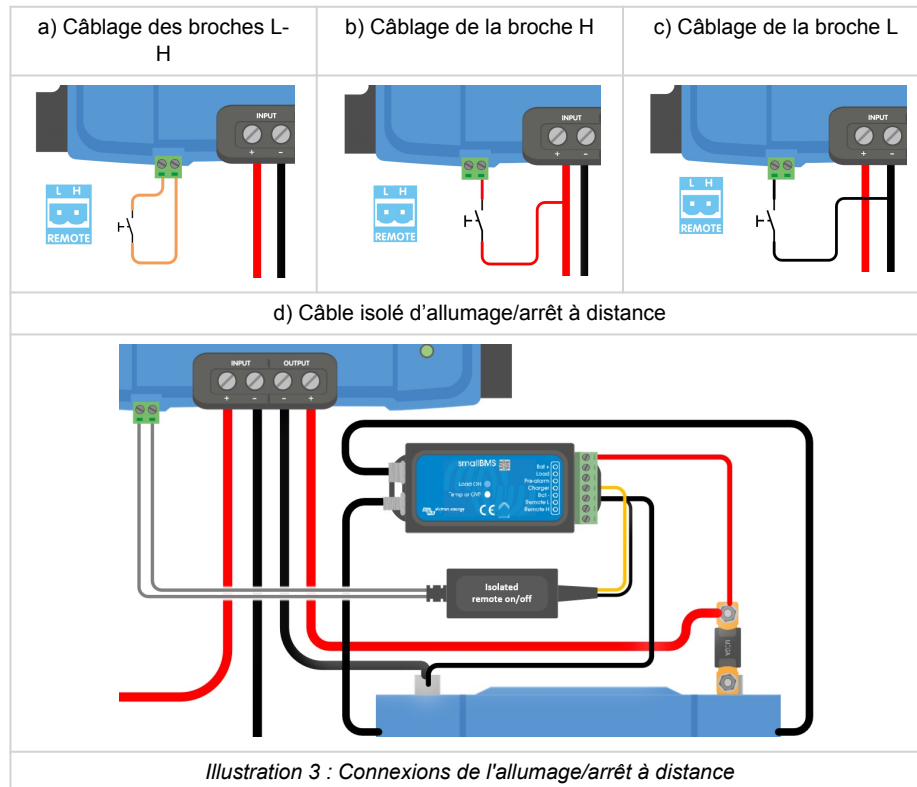 a) Câblage des broches L-
H
b) Câblage de la broche H
c) Câblage de la broche L
INPUT
+ -
L H
REMOTE
INPUT
+ -
L H
REMOTE
INPUT
+ -
L H
REMOTE
d) Câble isolé d’allumage/arrêt à distance
INPUT OUTPUT
+ - - +
smallBMS
Load ON
Temp or OVP
victron energy
CE
Bat +
Load
Pre-alarm
Charger
Bat -
Remote L
Remote H
Isolated
remote on/off
Illustration 3 : Connexions de l'allumage/arrêt à distance